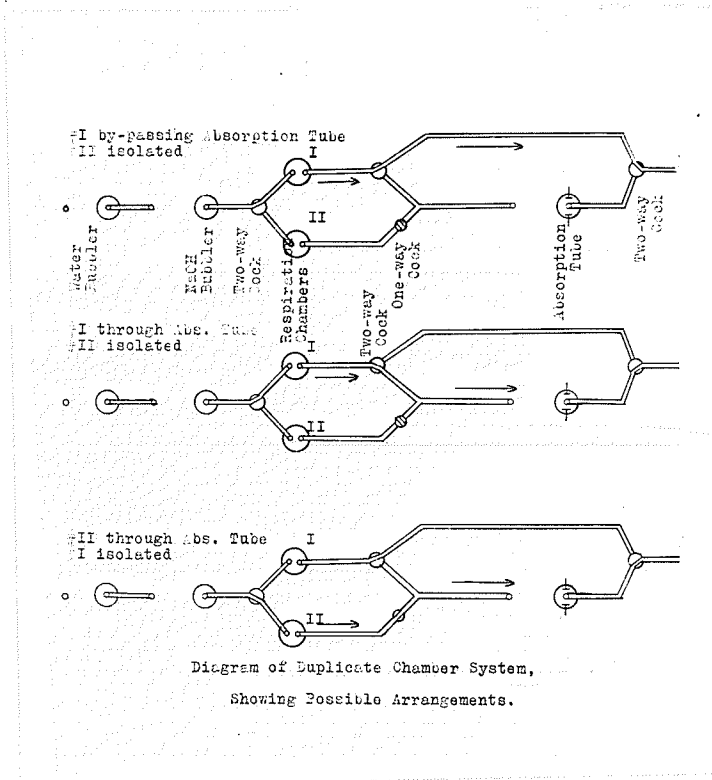 #I by-passing Absorption Tube
#II isolated
I
II
Water
Bubbler
NaOH
Bubbler
Two-way
Cock
Respiration
Chambers
Two-way
Cock
One-way
Cock
Absorption
Tube
Two-way
Cock
#I through Abs. Tube
#II isolated
I
II
#II through Abs. Tube
#I isolated
I
II
Diagram of Duplicate Chamber System,
Showing Possible Arrangements.